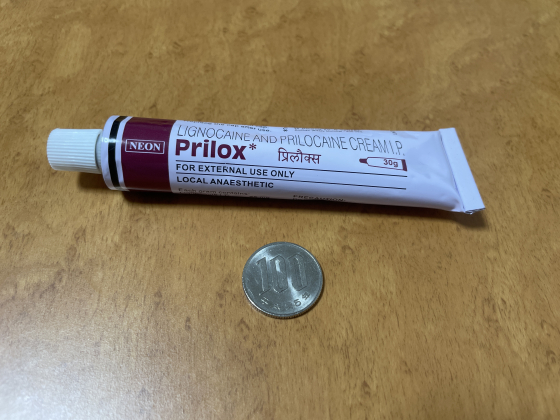 LIGNOCAINE AND PRILOCAINE CREAM I.P.
NEON
Prilox* प्रिलौक्स
30g
FOR EXTERNAL USE ONLY
LOCAL ANAESTHETIC
100